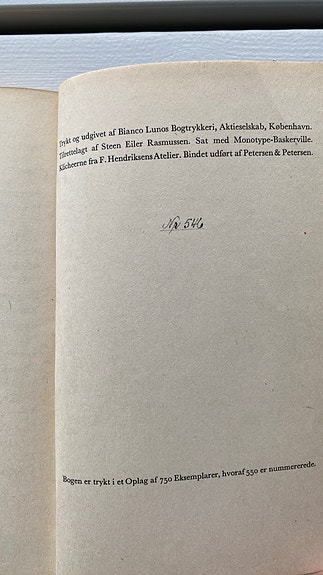 Trykt og udgivet af Bianco Lunos Bogtrykkeri, Aktieselskab, København.
Tilrettelagt af Steen Eiler Rasmussen. Sat med Monotype-Baskerville.
Klicheerne fra F. Hendriksens Atelier. Bindet udført af Petersen & Petersen.
Nr 546
Bogen er trykt i et Oplag af 750 Eksemplarer, hvoraf 550 er nummererede.